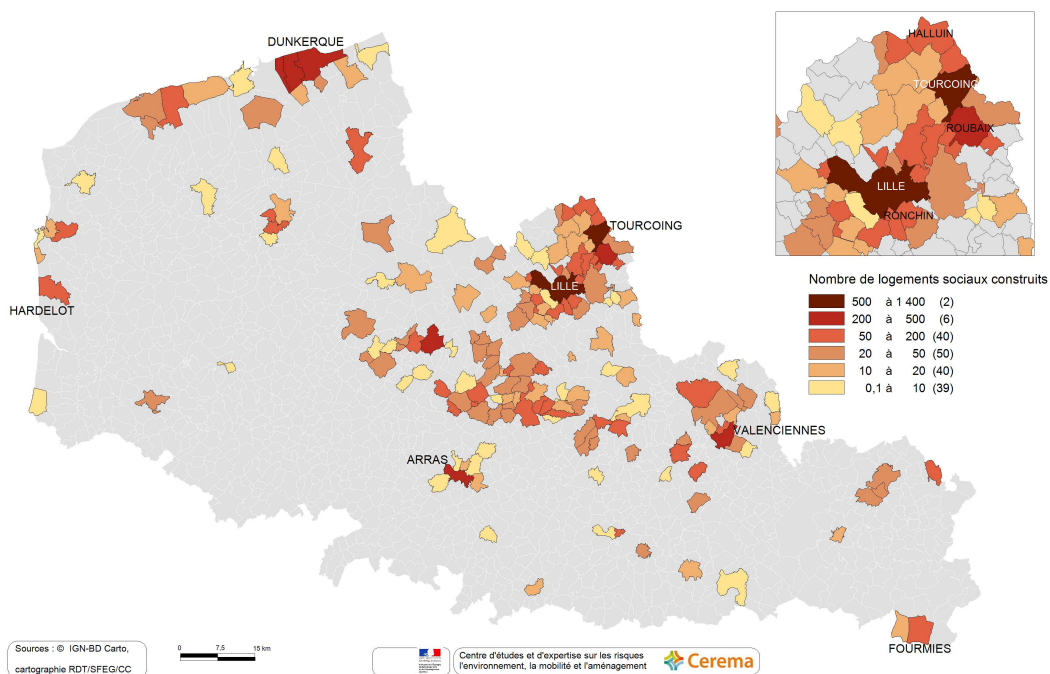 DUNKERQUE
TOURCOING
LILLE
HARDELOT
ARRAS
VALENCIENNES
FOURMIES
HALLUIN
TOURCOING
ROUBAIX
LILLE
RONCHIN
Nombre de logements sociaux construits
500 à 1 400 (2)
200 à 500 (6)
50 à 200 (40)
20 à 50 (50)
10 à 20 (40)
0,1 à 10 (39)
Sources : © IGN-BD Carto,
cartographie RDT/SFEG/CC
0 7,5 15 km
Centre d'études et d'expertise sur les risques
l'environnement, la mobilité et l'aménagement
Cerema